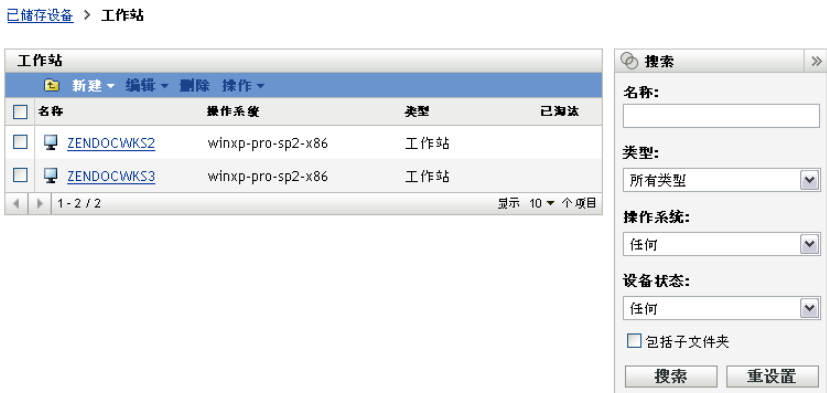 已储存设备 > 工作站
工作站
新建 编辑 删除 操作
名称 操作系统 类型 已淘汰
ZENDOCWKS2 winxp-pro-sp2-x86 工作站
ZENDOCWKS3 winxp-pro-sp2-x86 工作站
1 - 2 / 2 显示 10 个项目
搜索
名称:
类型:
所有类型
操作系统:
任何
设备状态:
任何
包括子文件夹
搜索 重设置